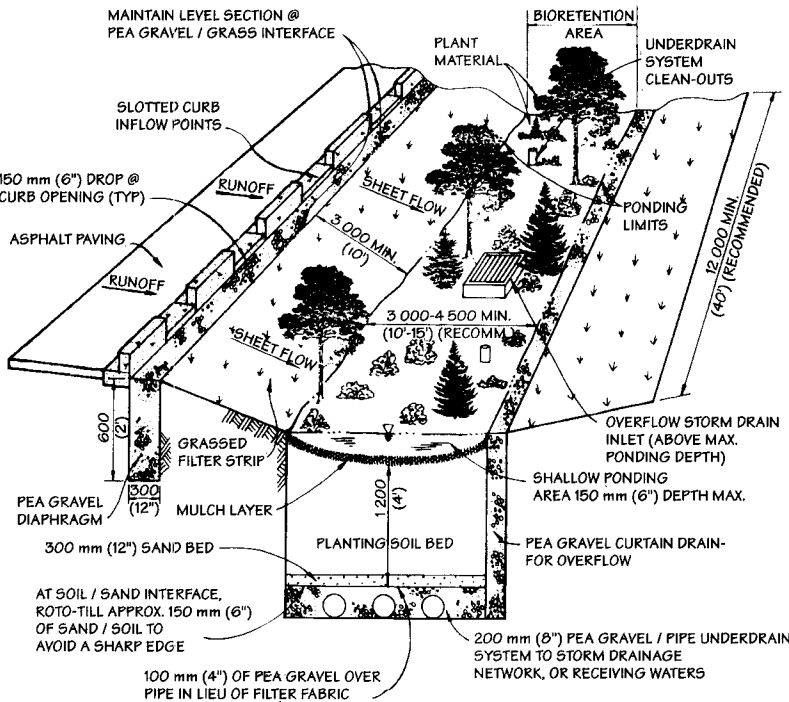 MAINTAIN LEVEL SECTION @
PEA GRAVEL / GRASS INTERFACE
BIORETENTION
AREA
PLANT
MATERIAL
UNDERDRAIN
SYSTEM
CLEAN-OUTS
SLOTTED CURB
INFLOW POINTS
150 mm (6") DROP @
CURB OPENING (TYP)
RUNOFF
SHEET FLOW
PONDING
LIMITS
ASPHALT PAVING
3 000 MIN.
(10')
12 000 MIN.
(40') (RECOMMENDED)
RUNOFF
3 000-4 500 MIN.
(10'-15') (RECOMM.)
SHEET FLOW
600
(2')
GRASSED
FILTER STRIP
OVERFLOW STORM DRAIN
INLET (ABOVE MAX.
PONDING DEPTH)
300
(12")
PEA GRAVEL
DIAPHRAGM
MULCH LAYER
1 200
(4')
SHALLOW PONDING
AREA 150 mm (6") DEPTH MAX.
300 mm (12") SAND BED
PLANTING SOIL BED
PEA GRAVEL CURTAIN DRAIN-
FOR OVERFLOW
AT SOIL / SAND INTERFACE,
ROTO-TILL APPROX. 150 mm (6")
OF SAND / SOIL TO
AVOID A SHARP EDGE
200 mm (8") PEA GRAVEL / PIPE UNDERDRAIN
SYSTEM TO STORM DRAINAGE
NETWORK, OR RECEIVING WATERS
100 mm (4") OF PEA GRAVEL OVER
PIPE IN LIEU OF FILTER FABRIC